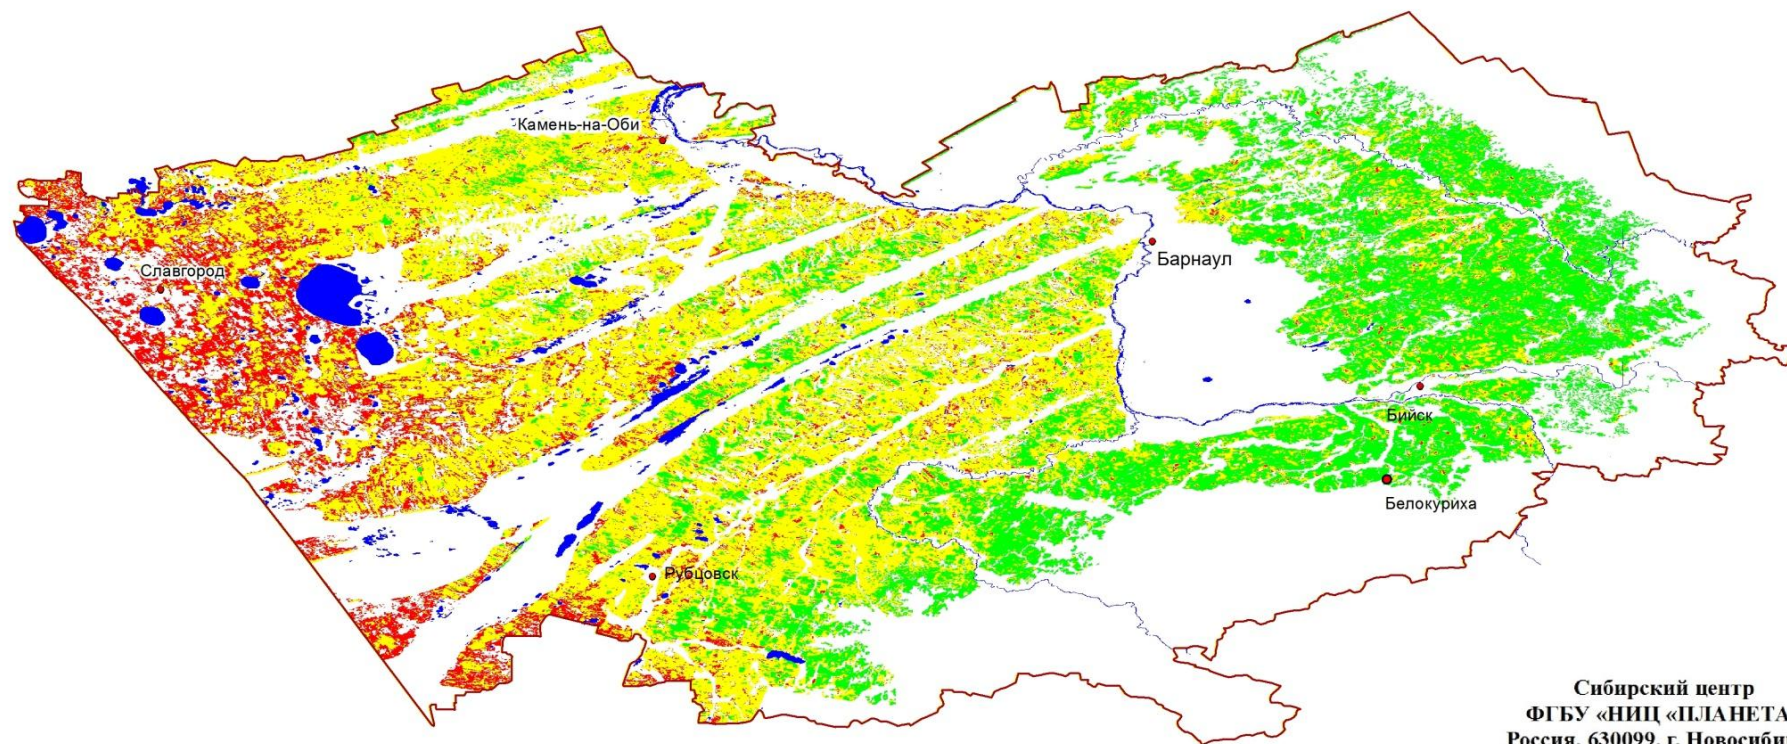 Камень-на-Оби
Славгород
Барнаул
Бийск
Белокуриха
Рубцовск
Сибирский центр
ФГБУ «НИЦ «ПЛАНЕТА
Россия, 630099, г. Новосиби